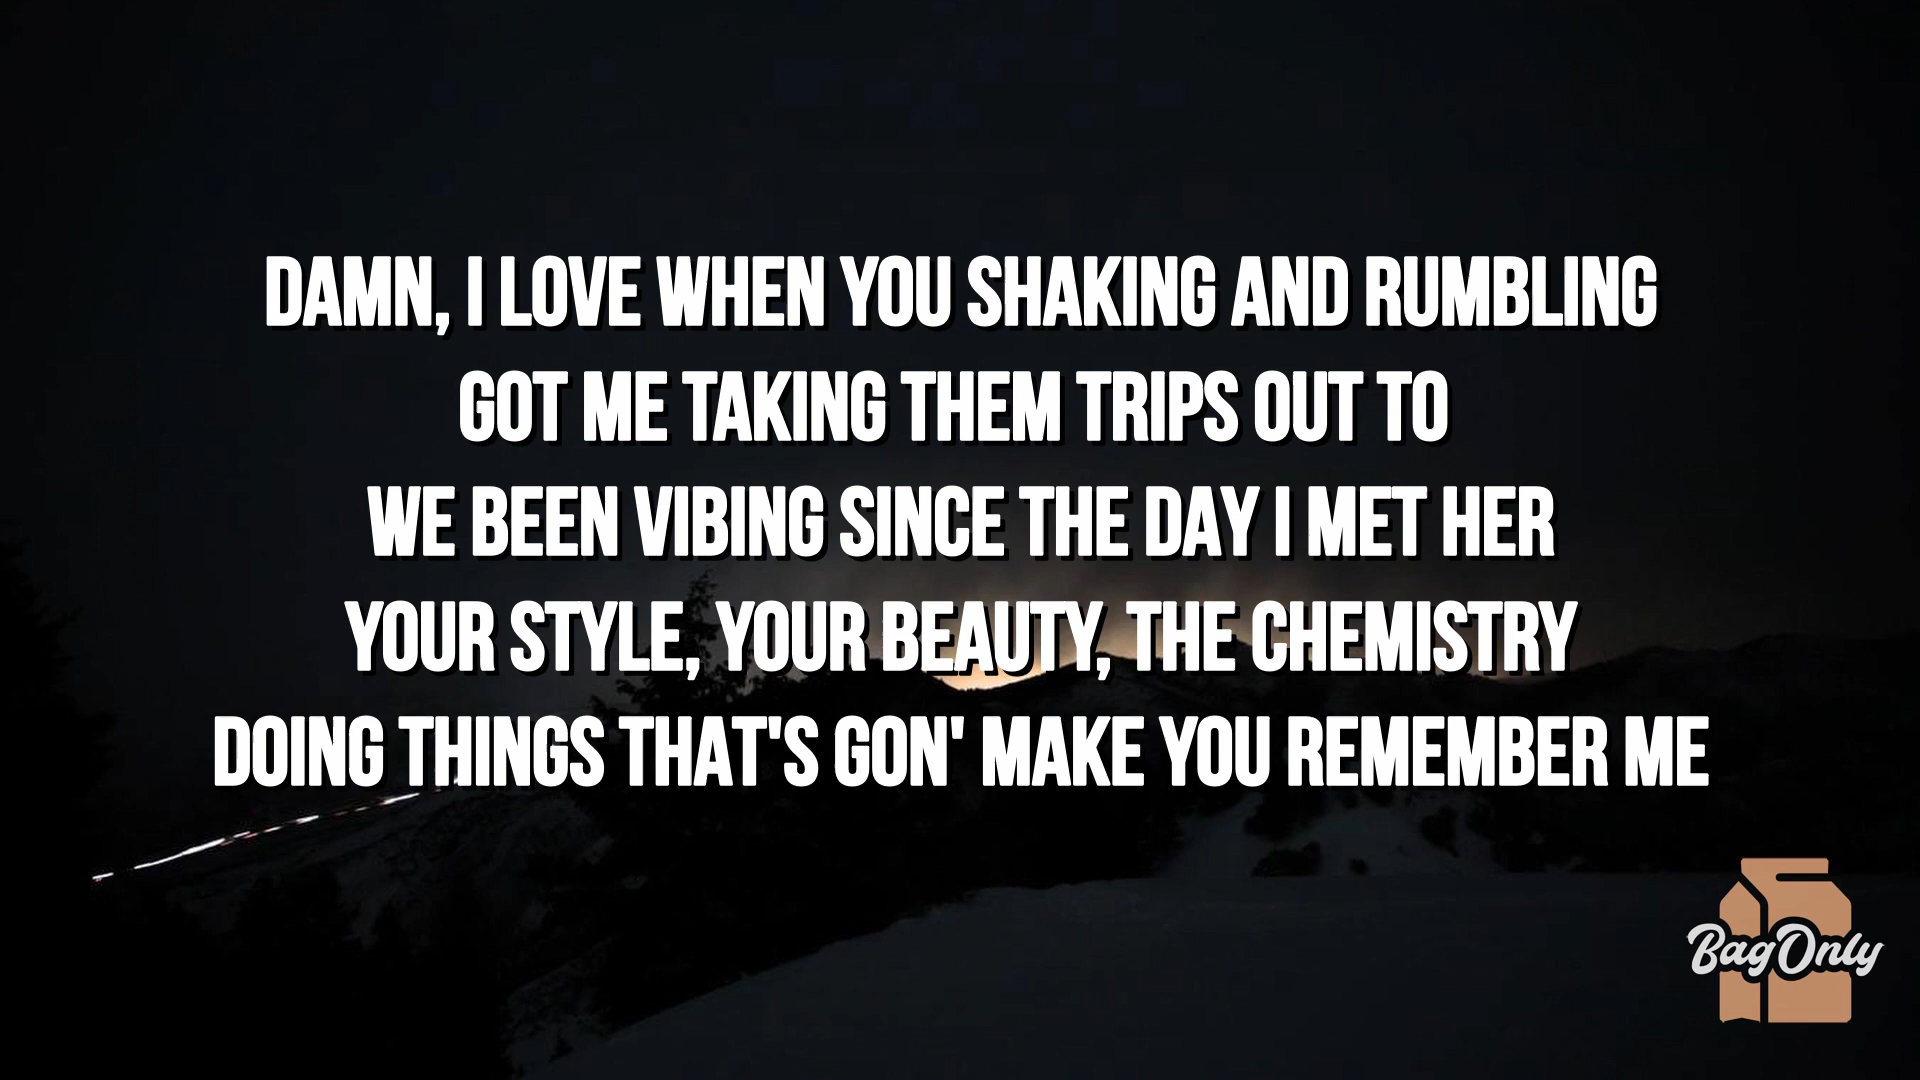 DAMN, I LOVE WHEN YOU SHAKING AND RUMBLING
GOT ME TAKING THEM TRIPS OUT TO
WE BEEN VIBING SINCE THE DAY I MET HER
YOUR STYLE, YOUR BEAUTY, THE CHEMISTRY
DOING THINGS THAT'S GON' MAKE YOU REMEMBER ME
BagOnly